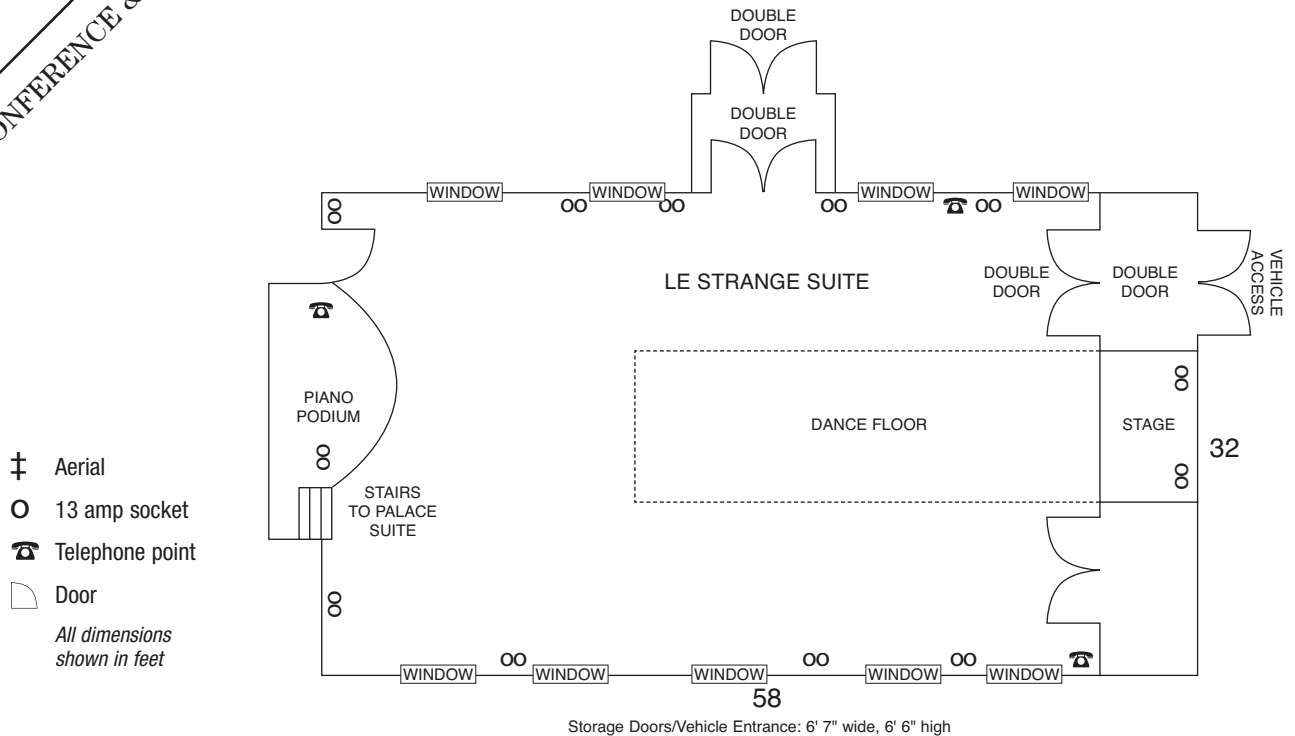 ONFERENCE &
DOUBLE
DOOR
DOUBLE
DOOR
WINDOW
WINDOW
WINDOW
WINDOW
LE STRANGE SUITE
DOUBLE
DOOR
DOUBLE
DOOR
VEHICLE
ACCESS
PIANO
PODIUM
DANCE FLOOR
STAGE
32
STAIRS
TO PALACE
SUITE
Aerial
13 amp socket
Telephone point
Door
All dimensions
shown in feet
WINDOW
WINDOW
WINDOW
WINDOW
WINDOW
58
Storage Doors/Vehicle Entrance: 6' 7" wide, 6' 6" high